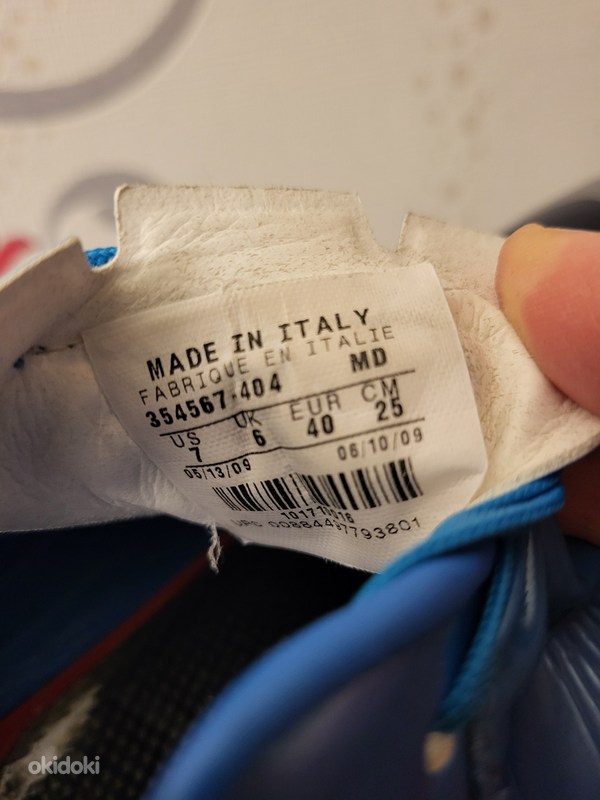 MADE IN ITALY
FABRIQUE EN ITALIE
354567-404 MD
US UK EUR CM
7 6 40 25
05/13/09 06/10/09
UPC
okidoki